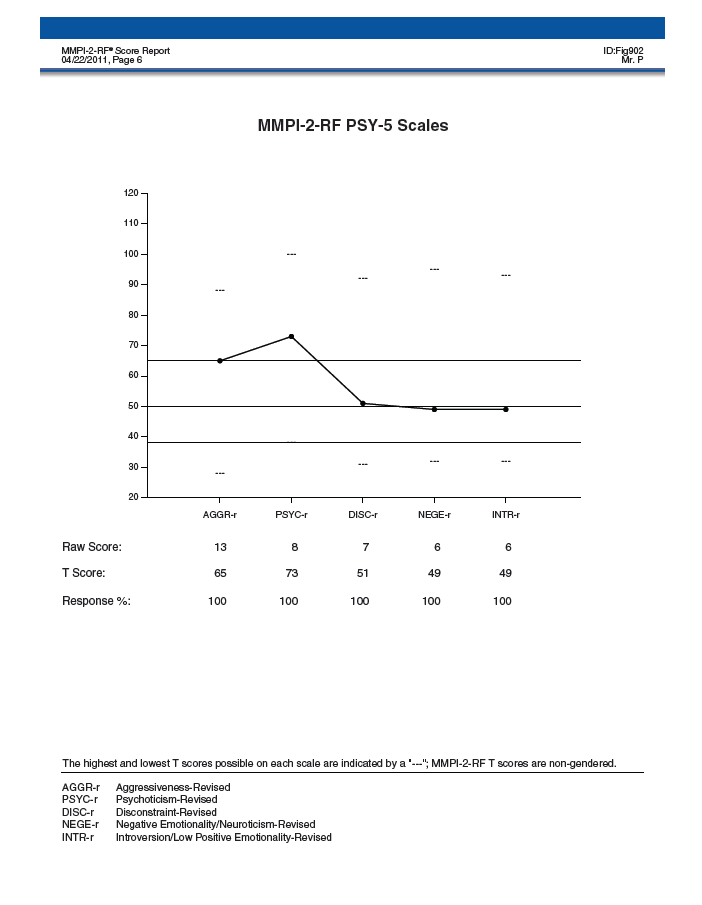 MMPI-2-RF® Score Report ID:Fig902
04/22/2011, Page 6 Mr. P
MMPI-2-RF PSY-5 Scales
120
110
100
90
80
70
60
50
40
30
20
---
---
---
---
---
---
---
---
---
---
AGGR-r PSYC-r DISC-r NEGE-r INTR-r
Raw Score: 13 8 7 6 6
T Score: 65 73 51 49 49
Response %: 100 100 100 100 100
The highest and lowest T scores possible on each scale are indicated by a "---"; MMPI-2-RF T scores are non-gendered.
AGGR-r Aggressiveness-Revised
PSYC-r Psychoticism-Revised
DISC-r Disconstraint-Revised
NEGE-r Negative Emotionality/Neuroticism-Revised
INTR-r Introversion/Low Positive Emotionality-Revised